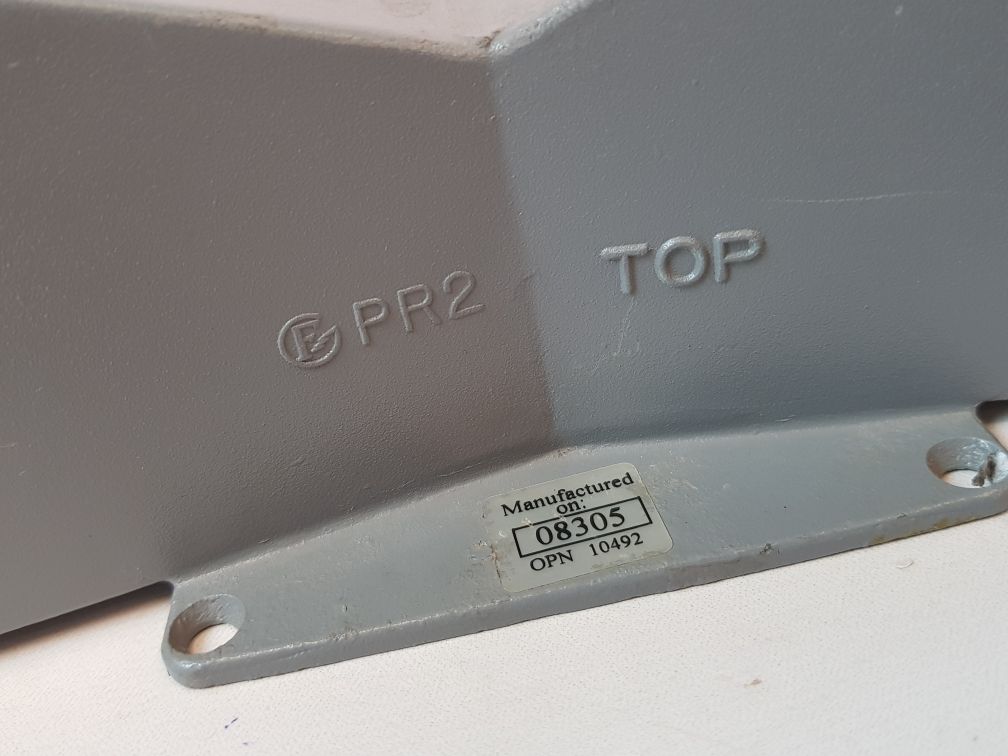 PR2
TOP
Manufactured
on:
08305
OPN 10492